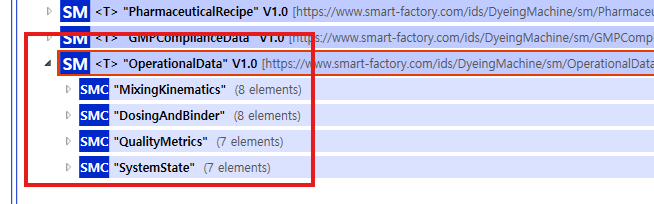 SM <T> "PharmaceuticalRecipe" V1.0 [https://www.smart-factory.com/ids/DyeingMachine/sm/Pharmaceu
<T> "GMPComplianceData" V1.0 [https://www.smart-factory.com/ids/DyeingMachine/sm/GMPComp
SM <T> "OperationalData" V1.0 [https://www.smart-factory.com/ids/DyeingMachine/sm/OperationalData
SMC "MixingKinematics" (8 elements)
SMC "DosingAndBinder" (8 elements)
SMC "QualityMetrics" (7 elements)
SMC "SystemState" (7 elements)